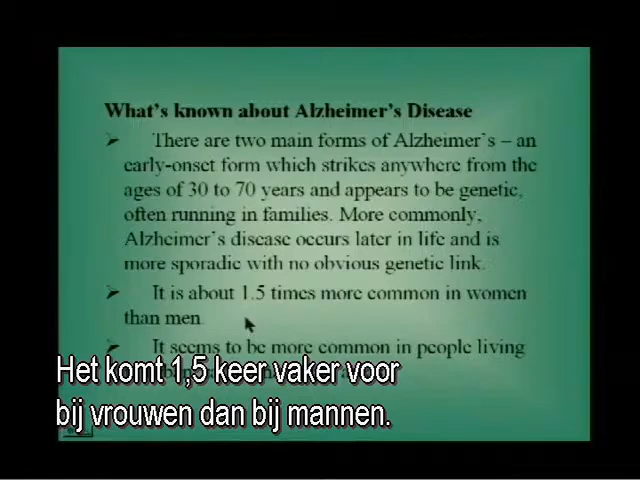 What's known about Alzheimer's Disease
➢ There are two main forms of Alzheimer's – an
early-onset form which strikes anywhere from the
ages of 30 to 70 years and appears to be genetic,
often running in families. More commonly,
Alzheimer's disease occurs later in life and is
more sporadic with no obvious genetic link.
➢ It is about 1.5 times more common in women
than men
➢ It seems to be more common in people living
Het komt 1,5 keer vaker voor
bij vrouwen dan bij mannen.